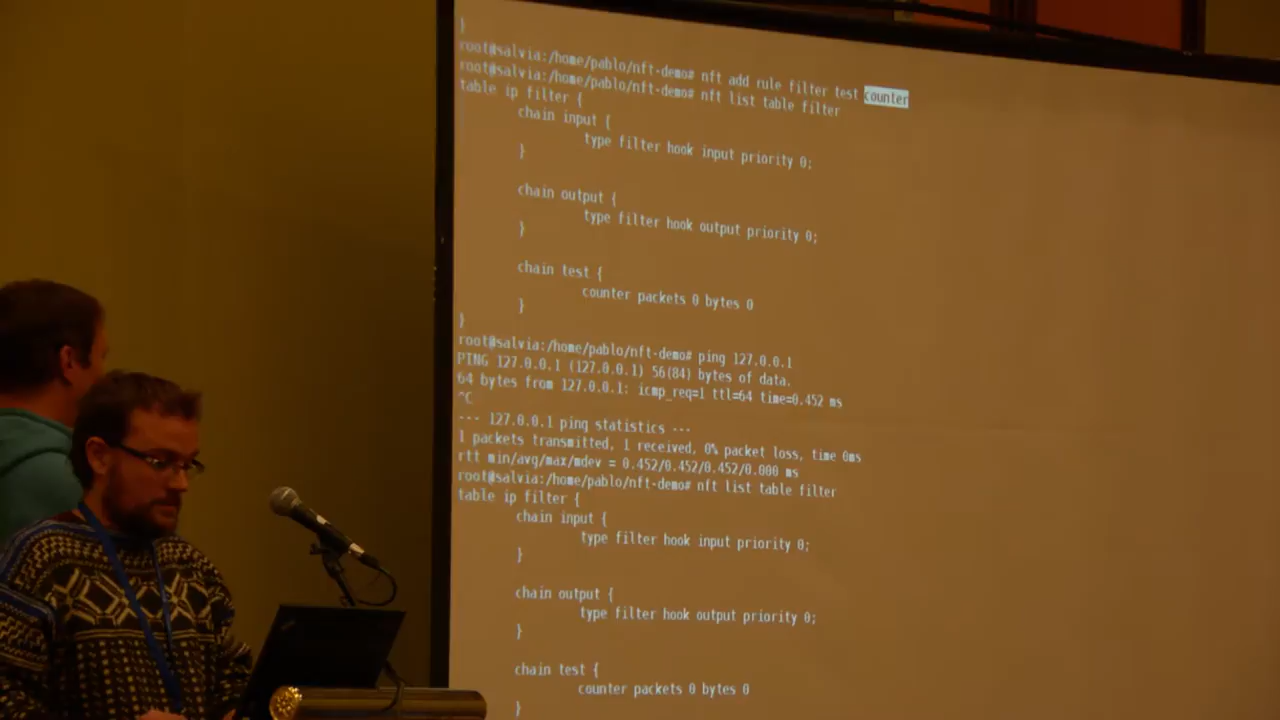 }
root@salvia:/home/pablo/nft-demo# nft add rule filter test counter
root@salvia:/home/pablo/nft-demo# nft list table filter
table ip filter {
chain input {
type filter hook input priority 0;
}
chain output {
type filter hook output priority 0;
}
chain test {
counter packets 0 bytes 0
}
}
root@salvia:/home/pablo/nft-demo# ping 127.0.0.1
PING 127.0.0.1 (127.0.0.1) 56(84) bytes of data.
64 bytes from 127.0.0.1: icmp_req=1 ttl=64 time=0.452 ms
^C
--- 127.0.0.1 ping statistics ---
1 packets transmitted, 1 received, 0% packet loss, time 0ms
rtt min/avg/max/mdev = 0.452/0.452/0.452/0.000 ms
root@salvia:/home/pablo/nft-demo# nft list table filter
table ip filter {
chain input {
type filter hook input priority 0;
}
chain output {
type filter hook output priority 0;
}
chain test {
counter packets 0 bytes 0
}